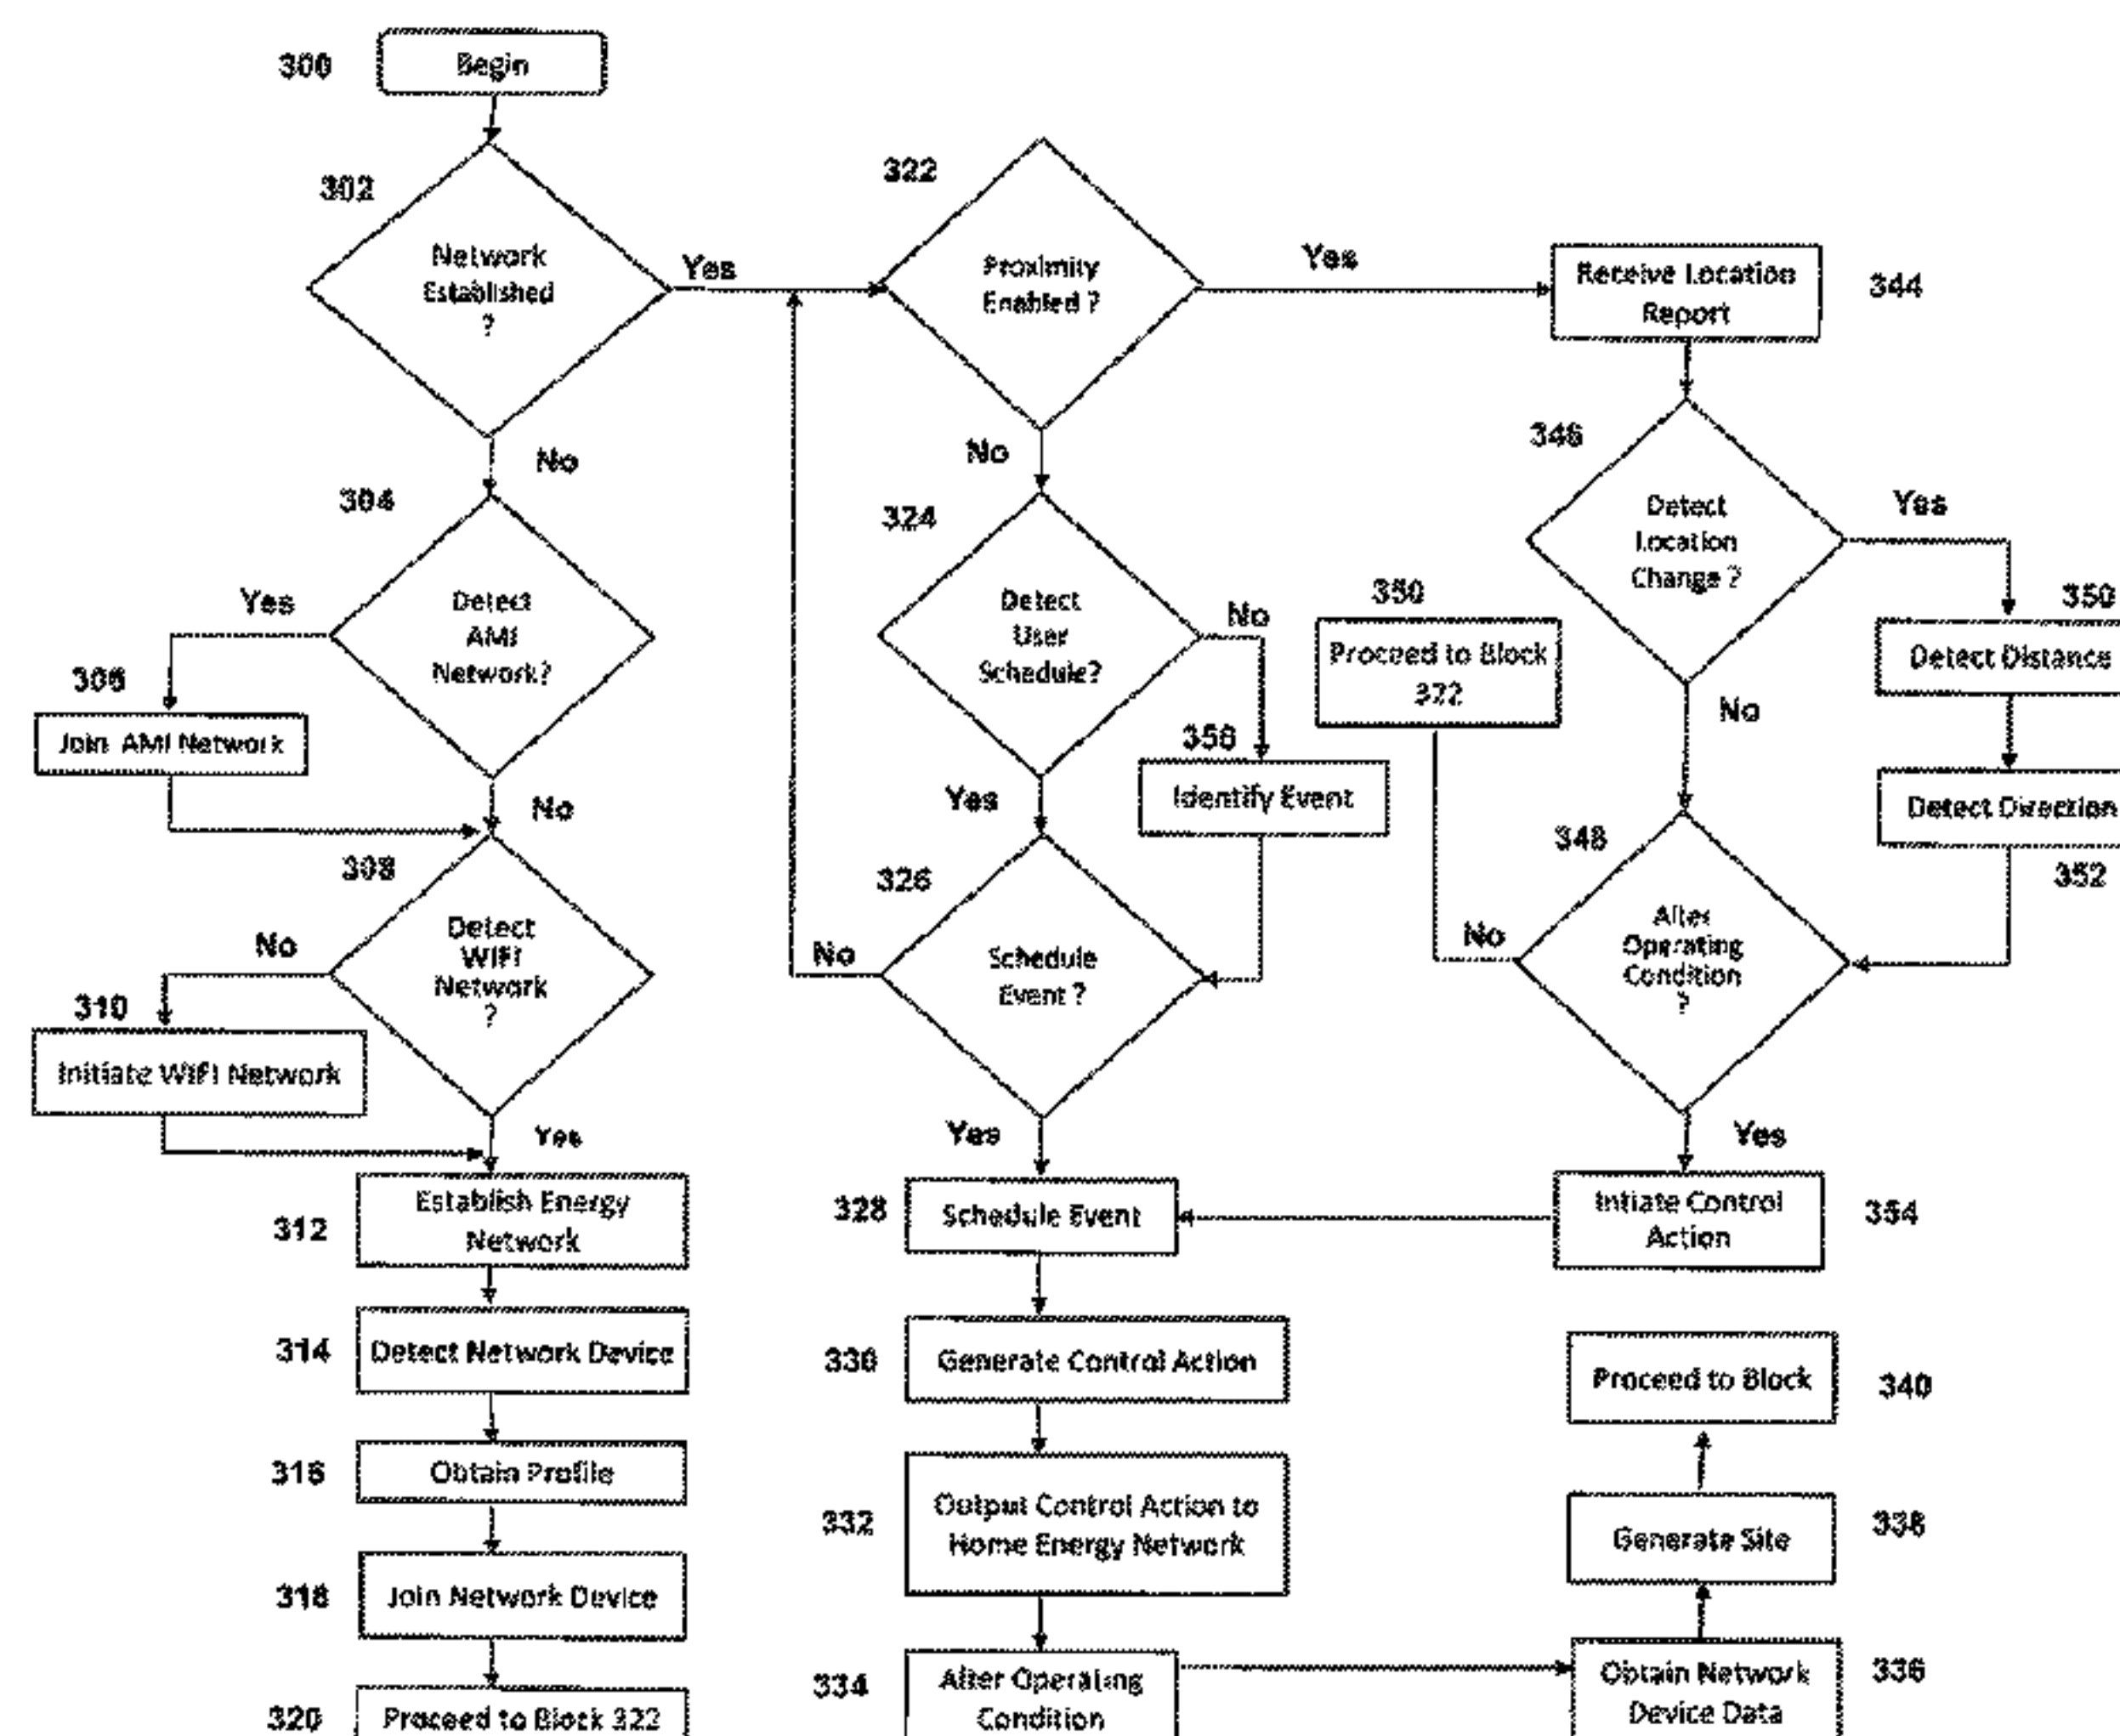 300
Begin
302
Network
Established
?
Yes
No
304
Detect
AMI
Network?
Yes
306
Join AMI Network
No
308
Detect
WIFI
Network
?
No
310
Initiate WIFI Network
Yes
312
Establish Energy
Network
314
Detect Network Device
316
Obtain Profile
318
Join Network Device
320
Proceed to Block 322
322
Proximity
Enabled ?
Yes
No
324
Detect
User
Schedule?
No
356
Identify Event
Yes
326
Schedule
Event ?
No
Yes
328
Schedule Event
330
Generate Control Action
332
Output Control Action to
Home Energy Network
334
Alter Operating
Condition
344
Receive Location
Report
346
Detect
Location
Change ?
Yes
350
Detect Distance
Detect Direction
352
No
350
Proceed to Block
322
348
Alter
Operating
Condition
?
No
Yes
354
Intiate Control
Action
340
Proceed to Block
338
Generate Site
336
Obtain Network
Device Data